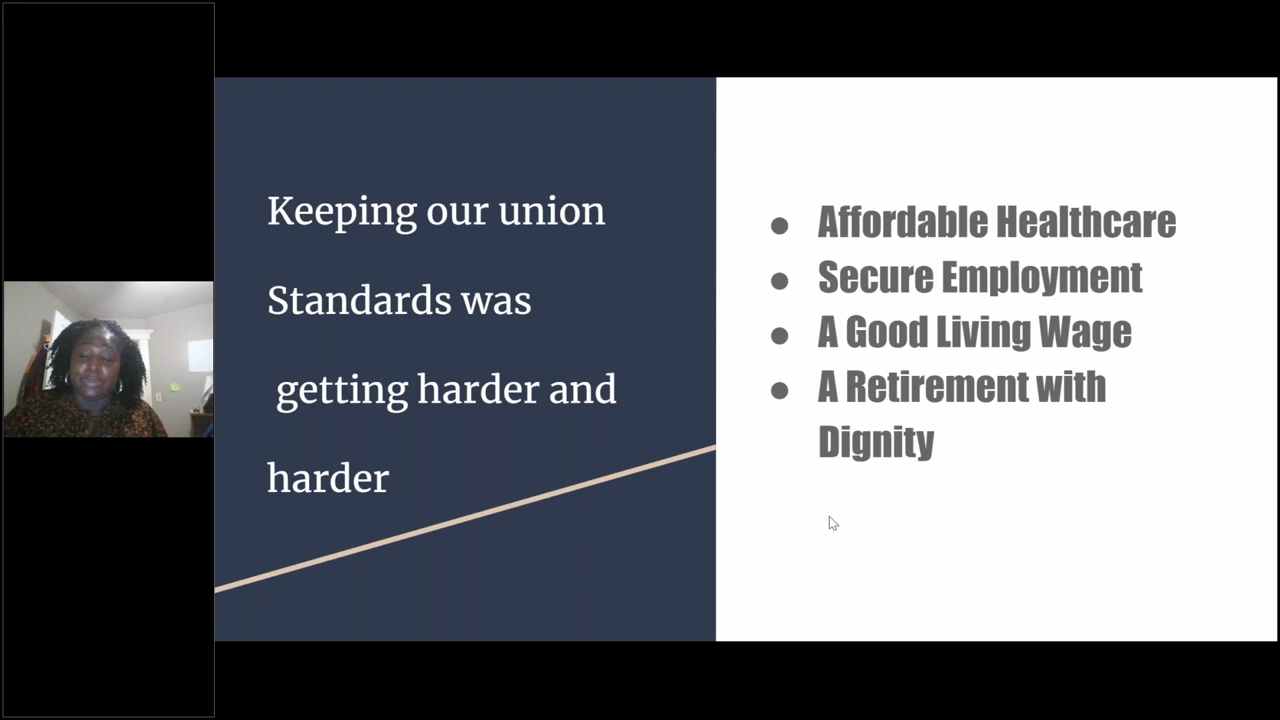 Keeping our union
Standards was
getting harder and
harder
● Affordable Healthcare
● Secure Employment
● A Good Living Wage
● A Retirement with
Dignity